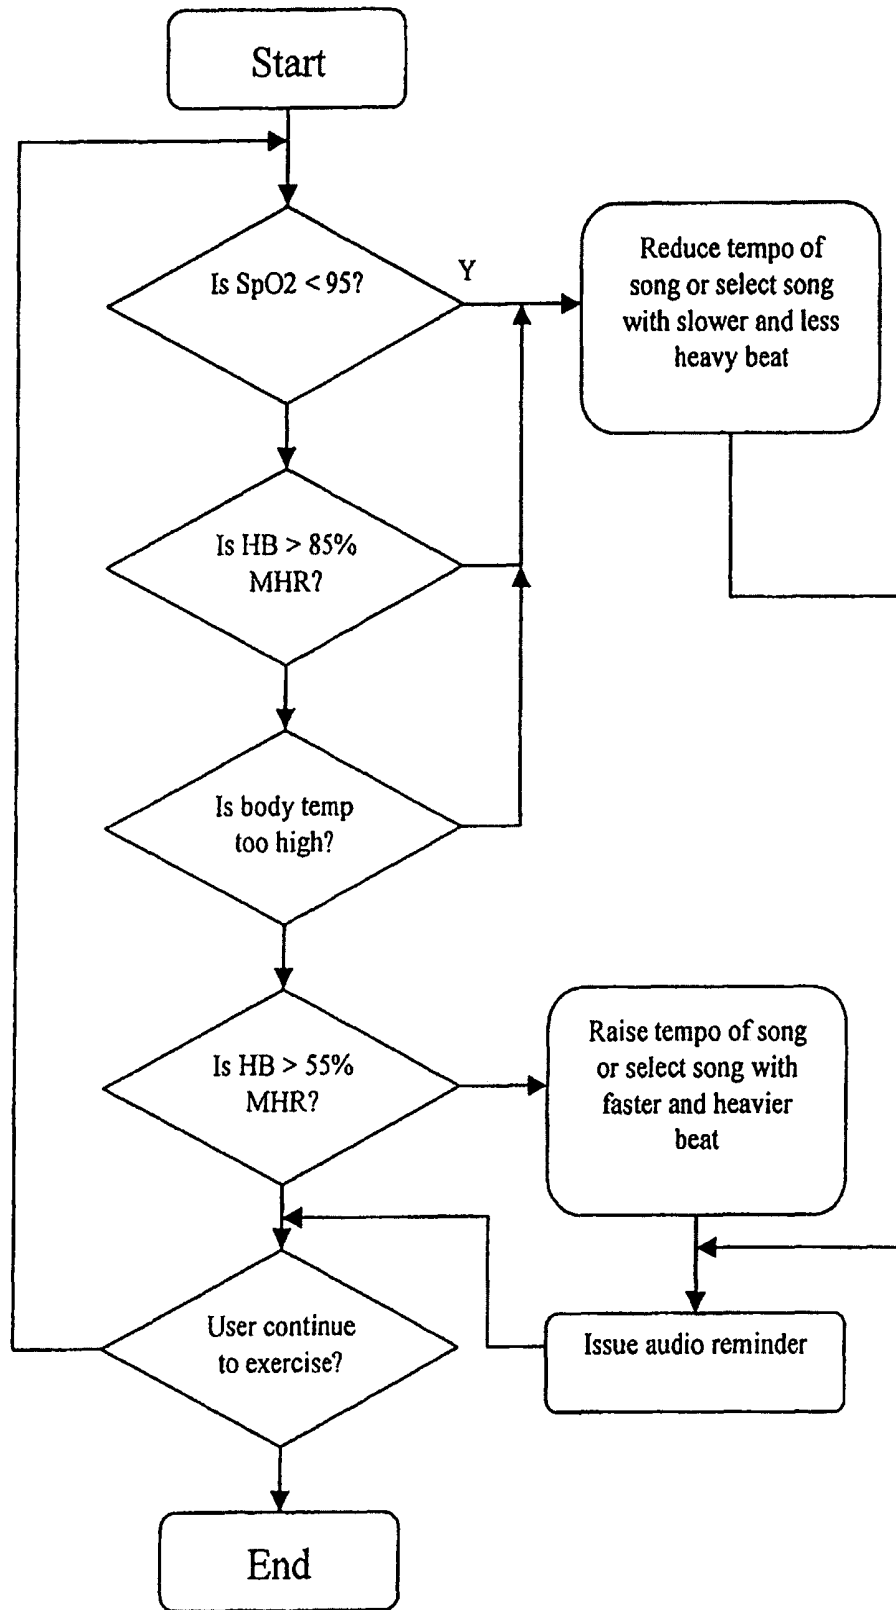 Start
Is SpO2 < 95?
Y
Reduce tempo of
song or select song
with slower and less
heavy beat
Is HB > 85%
MHR?
Is body temp
too high?
Is HB > 55%
MHR?
Raise tempo of song
or select song with
faster and heavier
beat
User continue
to exercise?
Issue audio reminder
End